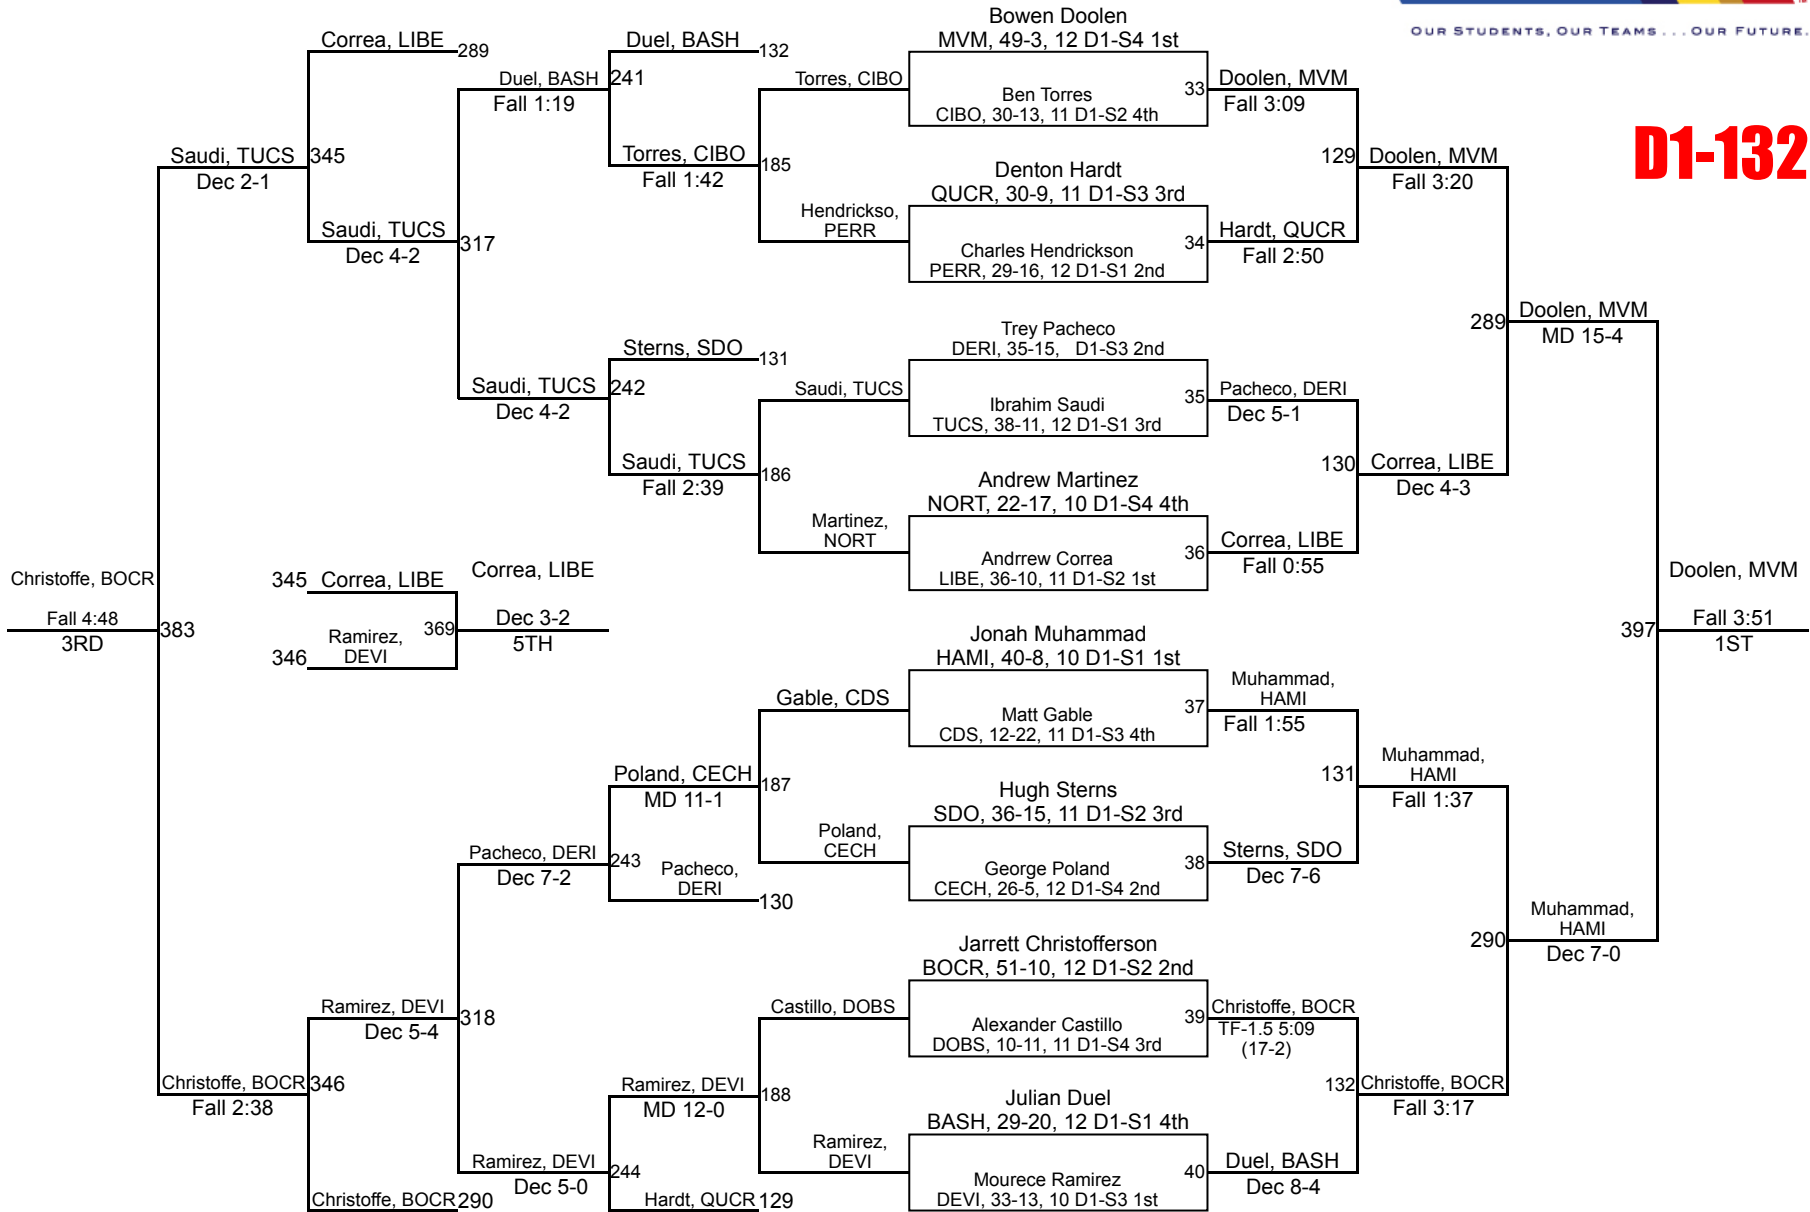 OUR STUDENTS, OUR TEAMS . . . OUR FUTURE.
D1-132
Correa, LIBE
289
Saudi, TUCS
345
Dec 2-1
Saudi, TUCS
Dec 4-2
317
Duel, BASH
241
Fall 1:19
Duel, BASH
132
Torres, CIBO
Fall 1:42
185
Torres, CIBO
Hendrickso,
PERR
Saudi, TUCS
242
Dec 4-2
Sterns, SDO
131
Saudi, TUCS
Fall 2:39
186
Saudi, TUCS
Martinez,
NORT
Christoffe, BOCR
Fall 4:48
3RD
383
345 Correa, LIBE
346
Ramirez,
DEVI
369
Correa, LIBE
Dec 3-2
5TH
Gable, CDS
Poland, CECH
187
MD 11-1
Poland,
CECH
Pacheco, DERI
243
Dec 7-2
Pacheco,
DERI
130
Ramirez, DEVI
318
Dec 5-4
Castillo, DOBS
Christoffe, BOCR
346
Fall 2:38
Ramirez, DEVI
188
MD 12-0
Ramirez,
DEVI
Ramirez, DEVI
244
Dec 5-0
Christoffe, BOCR
290
Hardt, QUCR
129
Bowen Doolen
MVM, 49-3, 12 D1-S4 1st
Ben Torres
CIBO, 30-13, 11 D1-S2 4th
33
Denton Hardt
QUCR, 30-9, 11 D1-S3 3rd
Charles Hendrickson
PERR, 29-16, 12 D1-S1 2nd
34
Trey Pacheco
DERI, 35-15, D1-S3 2nd
Ibrahim Saudi
TUCS, 38-11, 12 D1-S1 3rd
35
Andrew Martinez
NORT, 22-17, 10 D1-S4 4th
Andrrew Correa
LIBE, 36-10, 11 D1-S2 1st
36
Jonah Muhammad
HAMI, 40-8, 10 D1-S1 1st
Matt Gable
CDS, 12-22, 11 D1-S3 4th
37
Hugh Sterns
SDO, 36-15, 11 D1-S2 3rd
George Poland
CECH, 26-5, 12 D1-S4 2nd
38
Jarrett Christofferson
BOCR, 51-10, 12 D1-S2 2nd
Alexander Castillo
DOBS, 10-11, 11 D1-S4 3rd
39
Julian Duel
BASH, 29-20, 12 D1-S1 4th
Mourece Ramirez
DEVI, 33-13, 10 D1-S3 1st
40
Doolen, MVM
Fall 3:09
129
Doolen, MVM
Fall 3:20
Hardt, QUCR
Fall 2:50
289
Doolen, MVM
MD 15-4
Pacheco, DERI
Dec 5-1
130
Correa, LIBE
Dec 4-3
Correa, LIBE
Fall 0:55
Doolen, MVM
397
Fall 3:51
1ST
Muhammad,
HAMI
Fall 1:55
131
Muhammad,
HAMI
Fall 1:37
Sterns, SDO
Dec 7-6
290
Muhammad,
HAMI
Dec 7-0
Christoffe, BOCR
TF-1.5 5:09
(17-2)
132
Christoffe, BOCR
Fall 3:17
Duel, BASH
Dec 8-4